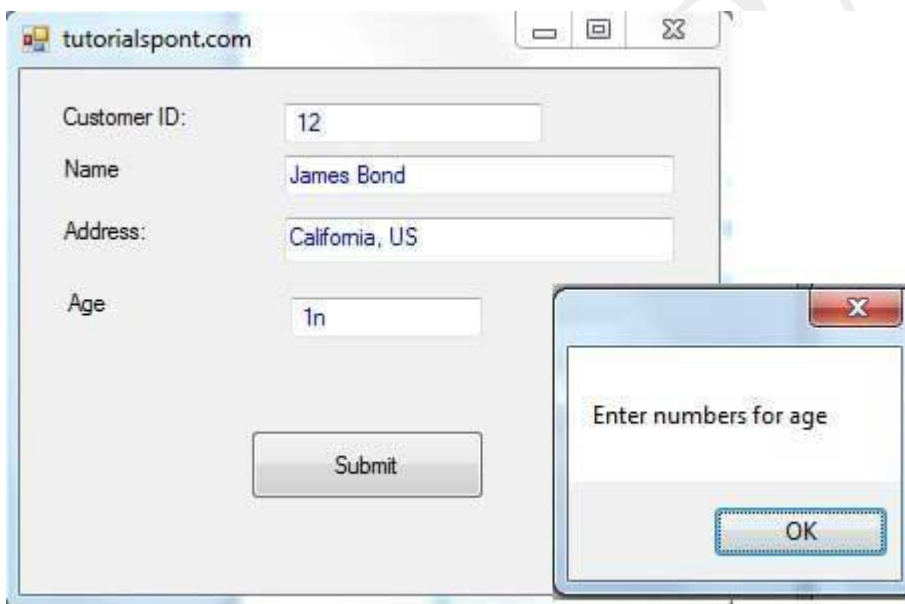 tutorialspont.com
Customer ID: 12
Name James Bond
Address: California, US
Age 1n
Submit
Enter numbers for age
OK